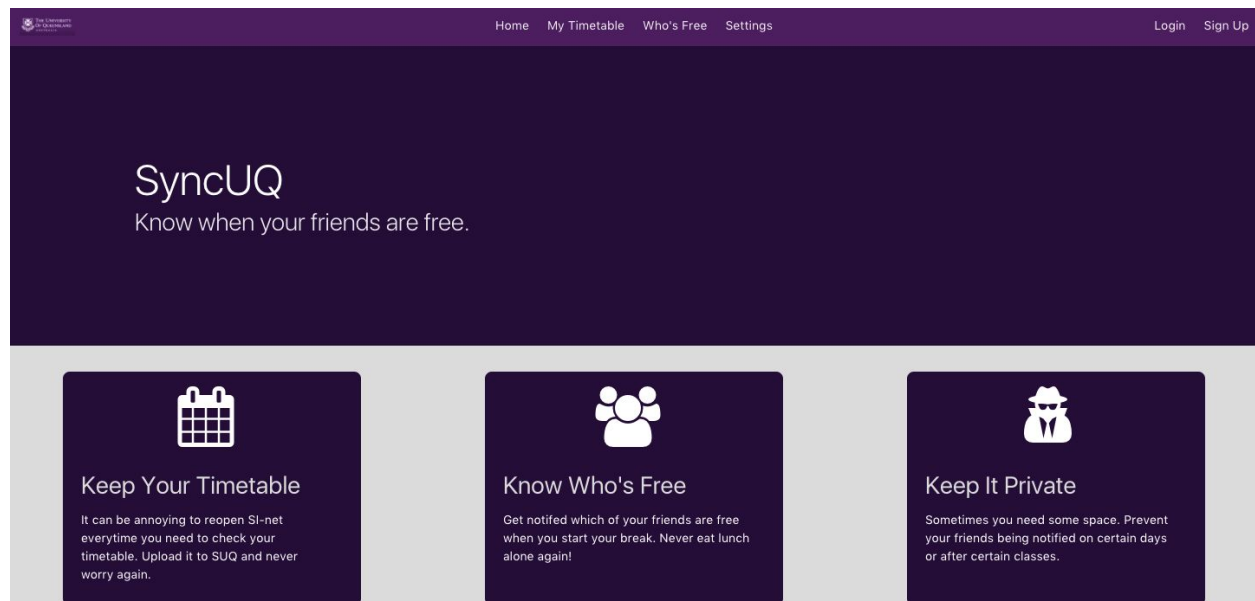 The University
Of Queensland
Home My Timetable Who's Free Settings
Login Sign Up
SyncUQ
Know when your friends are free.
Keep Your Timetable
It can be annoying to reopen SI-net
everytime you need to check your
timetable. Upload it to SUQ and never
worry again.
Know Who's Free
Get notifed which of your friends are free
when you start your break. Never eat lunch
alone again!
Keep It Private
Sometimes you need some space. Prevent
your friends being notified on certain days
or after certain classes.